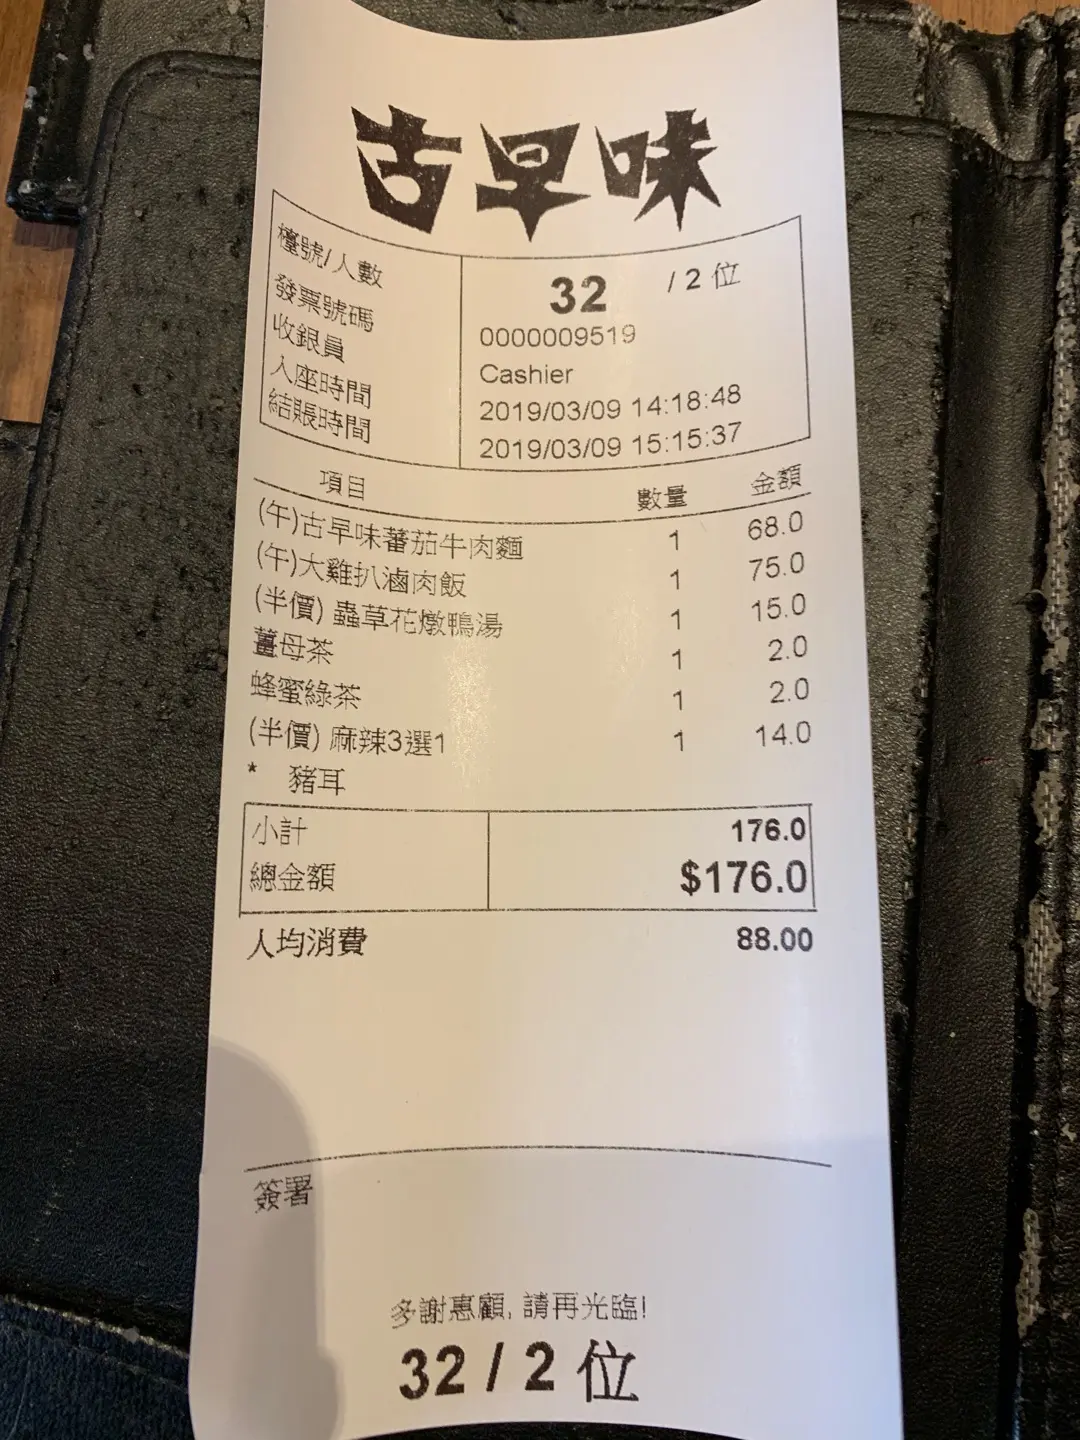 古早味
檯號/人數 32 / 2 位
發票號碼 0000009519
收銀員 Cashier
入座時間 2019/03/09 14:18:48
結賬時間 2019/03/09 15:15:37
項目 數量 金額
(午)古早味蕃茄牛肉麵 1 68.0
(午)大雞扒滷肉飯 1 75.0
(半價) 蟲草花燉鴨湯 1 15.0
薑母茶 1 2.0
蜂蜜綠茶 1 2.0
(半價) 麻辣3選1 1 14.0
* 豬耳
小計 176.0
總金額 $176.0
人均消費 88.00
簽署
多謝惠顧, 請再光臨!
32 / 2 位